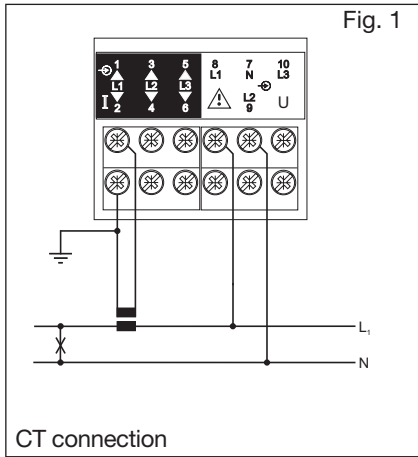 Fig. 1
1 3 5 8 7 10
L1 N L3
L1 L2 L3
I 2 4 6 L2 9 U
L1
N
CT connection